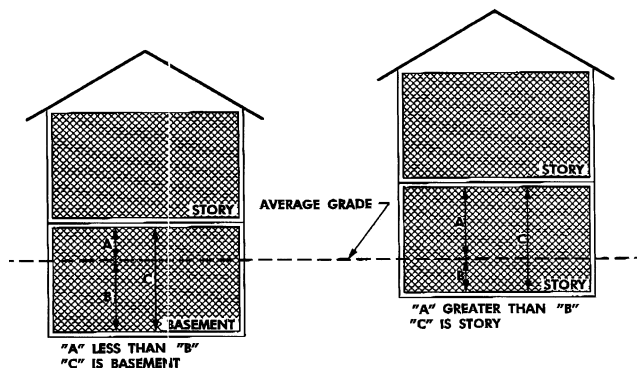 STORY
A
B
C
BASEMENT
"A" LESS THAN "B"
"C" IS BASEMENT
AVERAGE GRADE
STORY
A
B
C
STORY
"A" GREATER THAN "B"
"C" IS STORY